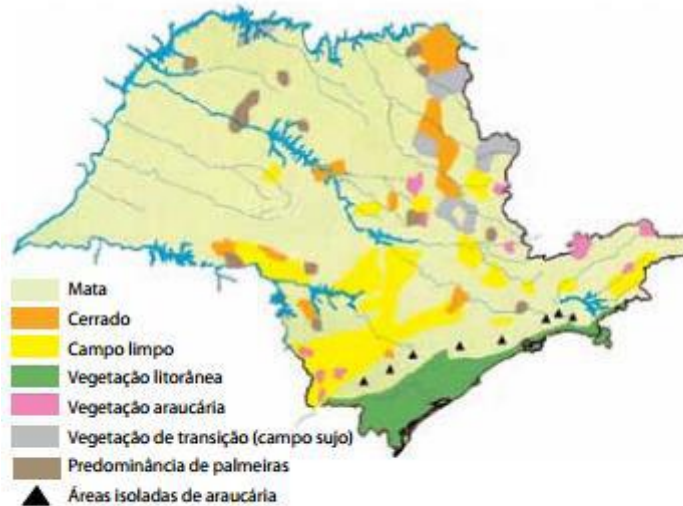 Mata
Cerrado
Campo limpo
Vegetação litorânea
Vegetação araucária
Vegetação de transição (campo sujo)
Predominância de palmeiras
Áreas isoladas de araucária